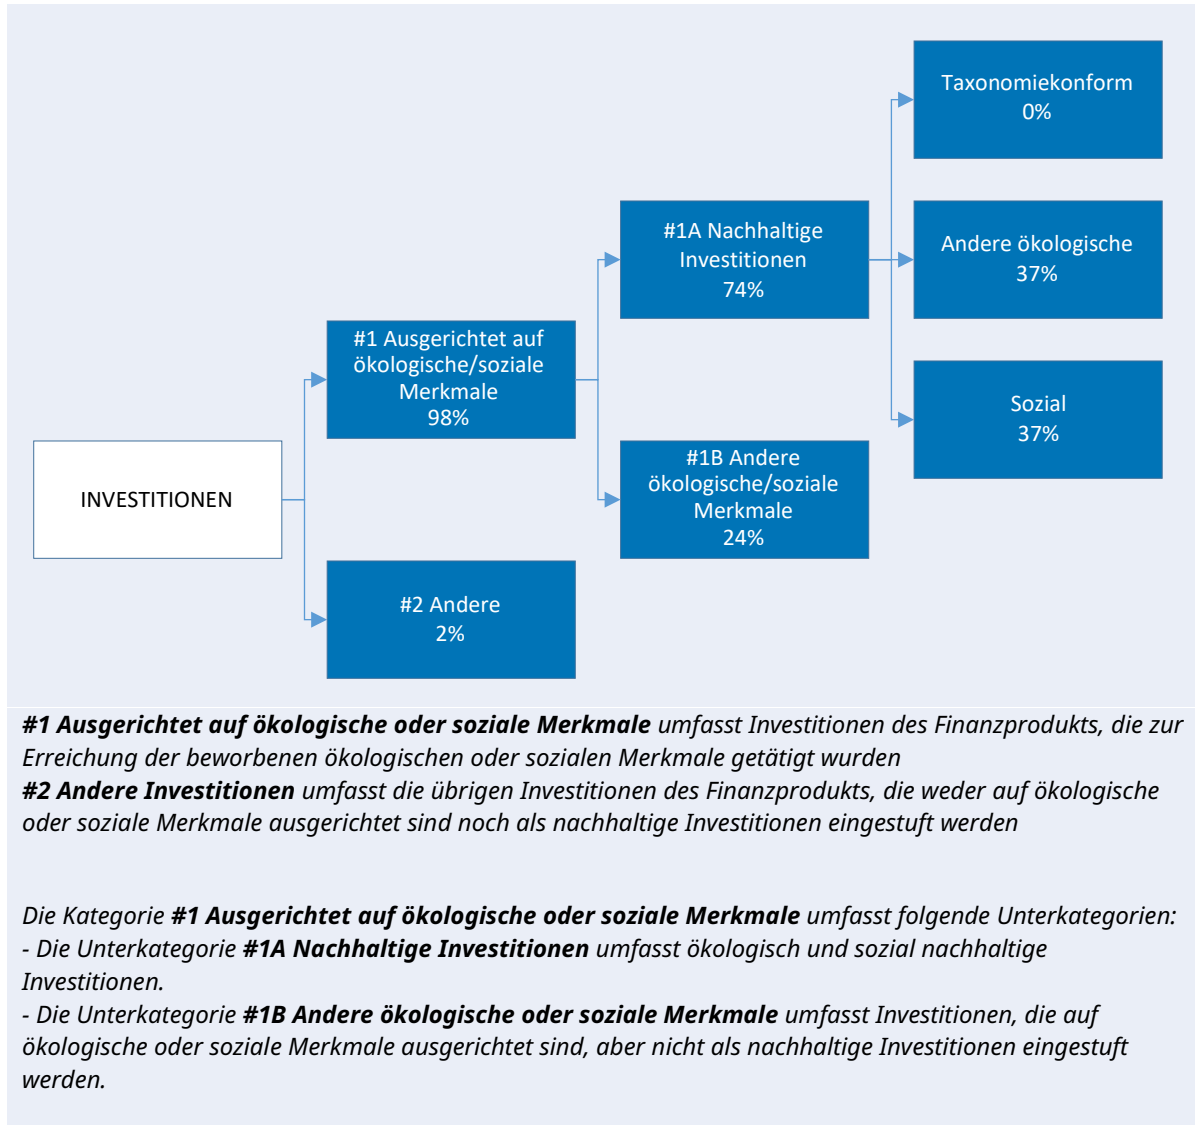 Taxonomiekonform
0%
#1A Nachhaltige
Investitionen
74%
Andere ökologische
37%
#1 Ausgerichtet auf
ökologische/soziale
Merkmale
98%
Sozial
37%
INVESTITIONEN
#1B Andere
ökologische/soziale
Merkmale
24%
#2 Andere
2%
#1 Ausgerichtet auf ökologische oder soziale Merkmale umfasst Investitionen des Finanzprodukts, die zur
Erreichung der beworbenen ökologischen oder sozialen Merkmale getätigt wurden
#2 Andere Investitionen umfasst die übrigen Investitionen des Finanzprodukts, die weder auf ökologische
oder soziale Merkmale ausgerichtet sind noch als nachhaltige Investitionen eingestuft werden
Die Kategorie #1 Ausgerichtet auf ökologische oder soziale Merkmale umfasst folgende Unterkategorien:
- Die Unterkategorie #1A Nachhaltige Investitionen umfasst ökologisch und sozial nachhaltige
Investitionen.
- Die Unterkategorie #1B Andere ökologische oder soziale Merkmale umfasst Investitionen, die auf
ökologische oder soziale Merkmale ausgerichtet sind, aber nicht als nachhaltige Investitionen eingestuft
werden.